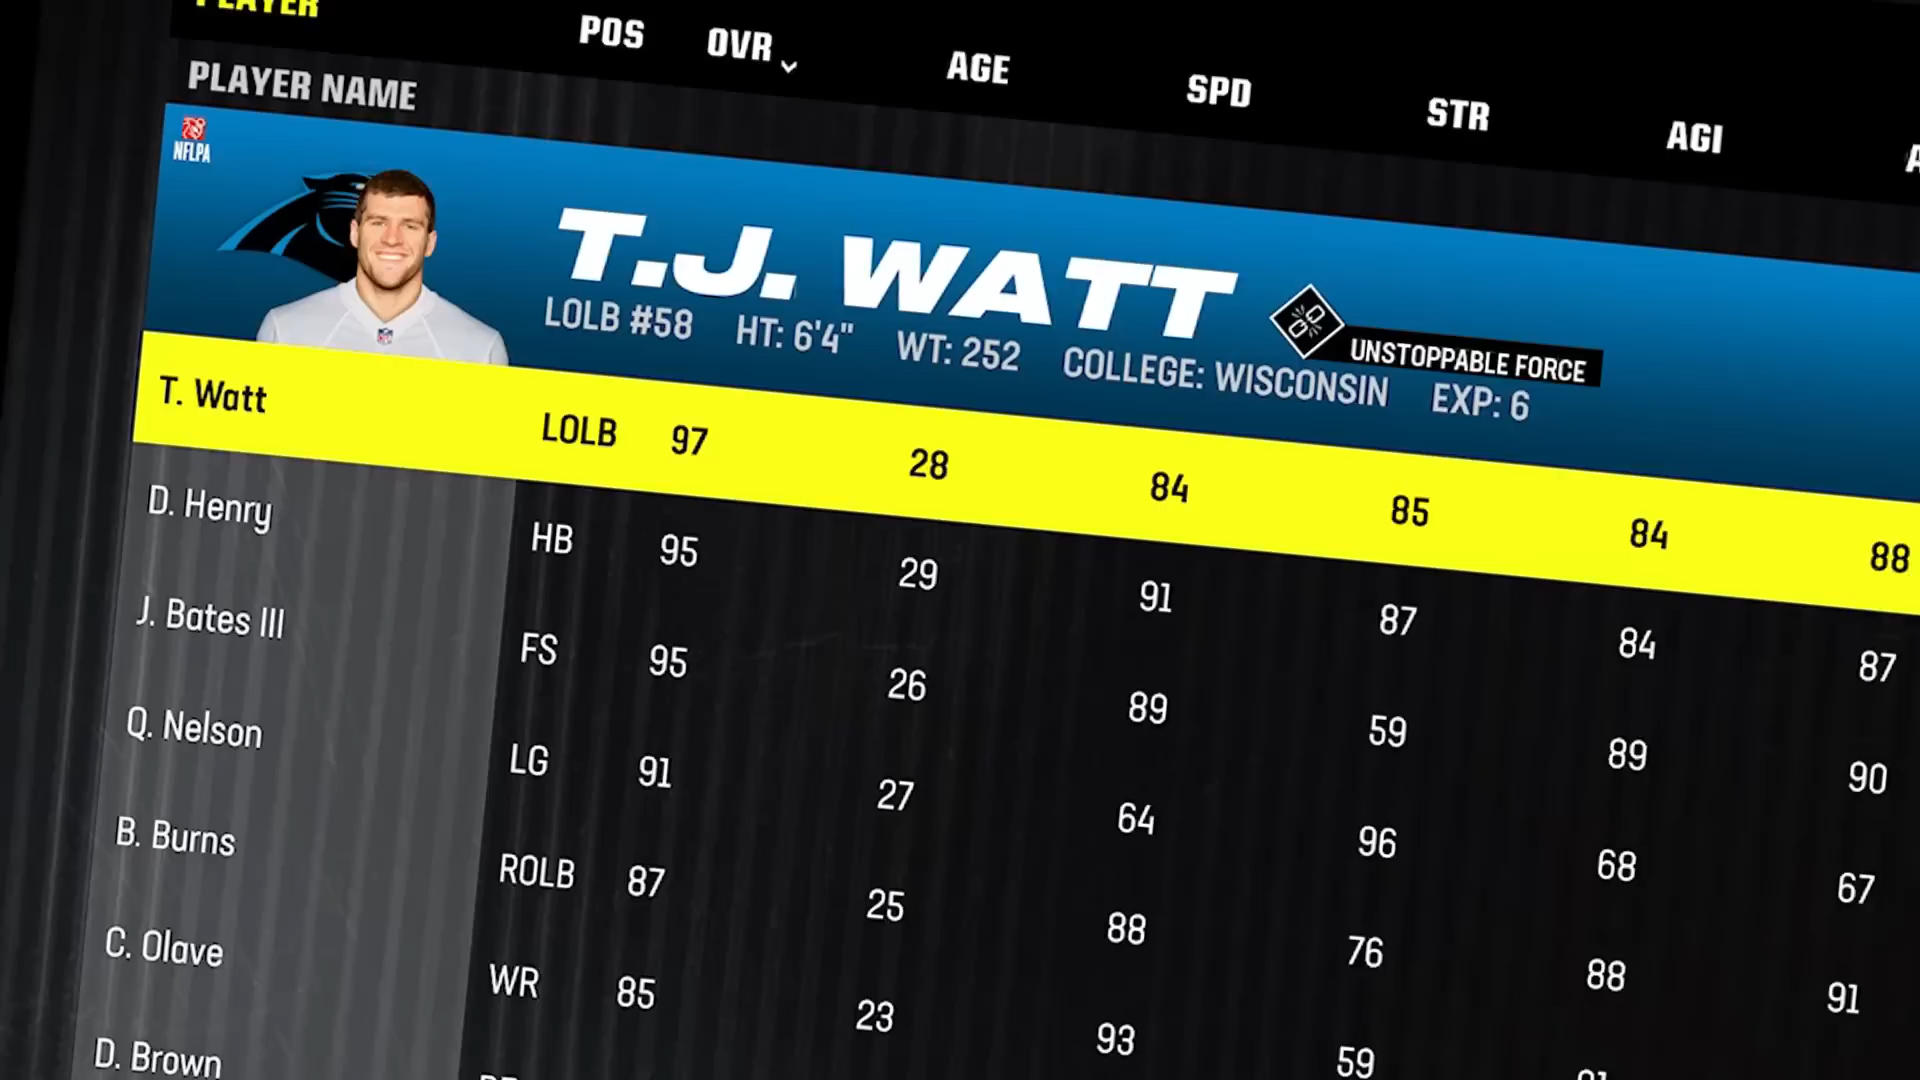 PLAYER POS OVR AGE SPD STR AGI
PLAYER NAME
NFLPA
T.J. WATT
LOLB #58 HT: 6'4" WT: 252 COLLEGE: WISCONSIN EXP: 6
UNSTOPPABLE FORCE
T. Watt LOLB 97 28 84 85 84 88
D. Henry HB 95 29 91 87 84 87
J. Bates III FS 95 26 89 59 89 90
Q. Nelson LG 91 27 64 96 68 67
B. Burns ROLB 87 25 88 76 88 91
C. Olave WR 85 23 93 59
D. Brown